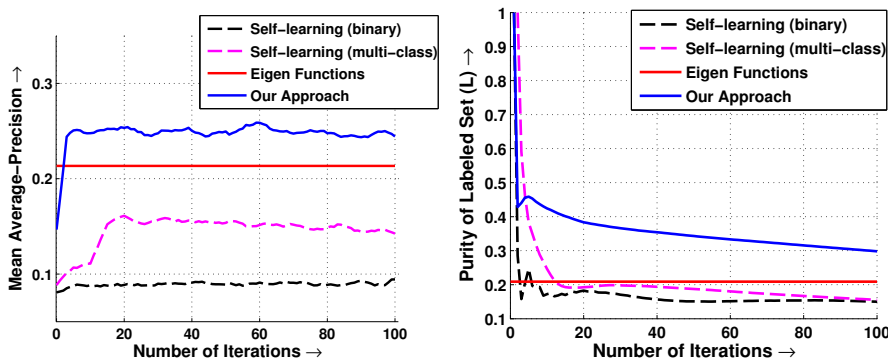 Self-learning (binary)
Self-learning (multi-class)
Eigen Functions
Our Approach
0.3
0.2
0.1
Mean Average-Precision →
0 20 40 60 80 100
Number of Iterations →
Self-learning (binary)
Self-learning (multi-class)
Eigen Functions
Our Approach
1
0.9
0.8
0.7
0.6
0.5
0.4
0.3
0.2
0.1
Purity of Labeled Set (L) →
0 20 40 60 80 100
Number of Iterations →